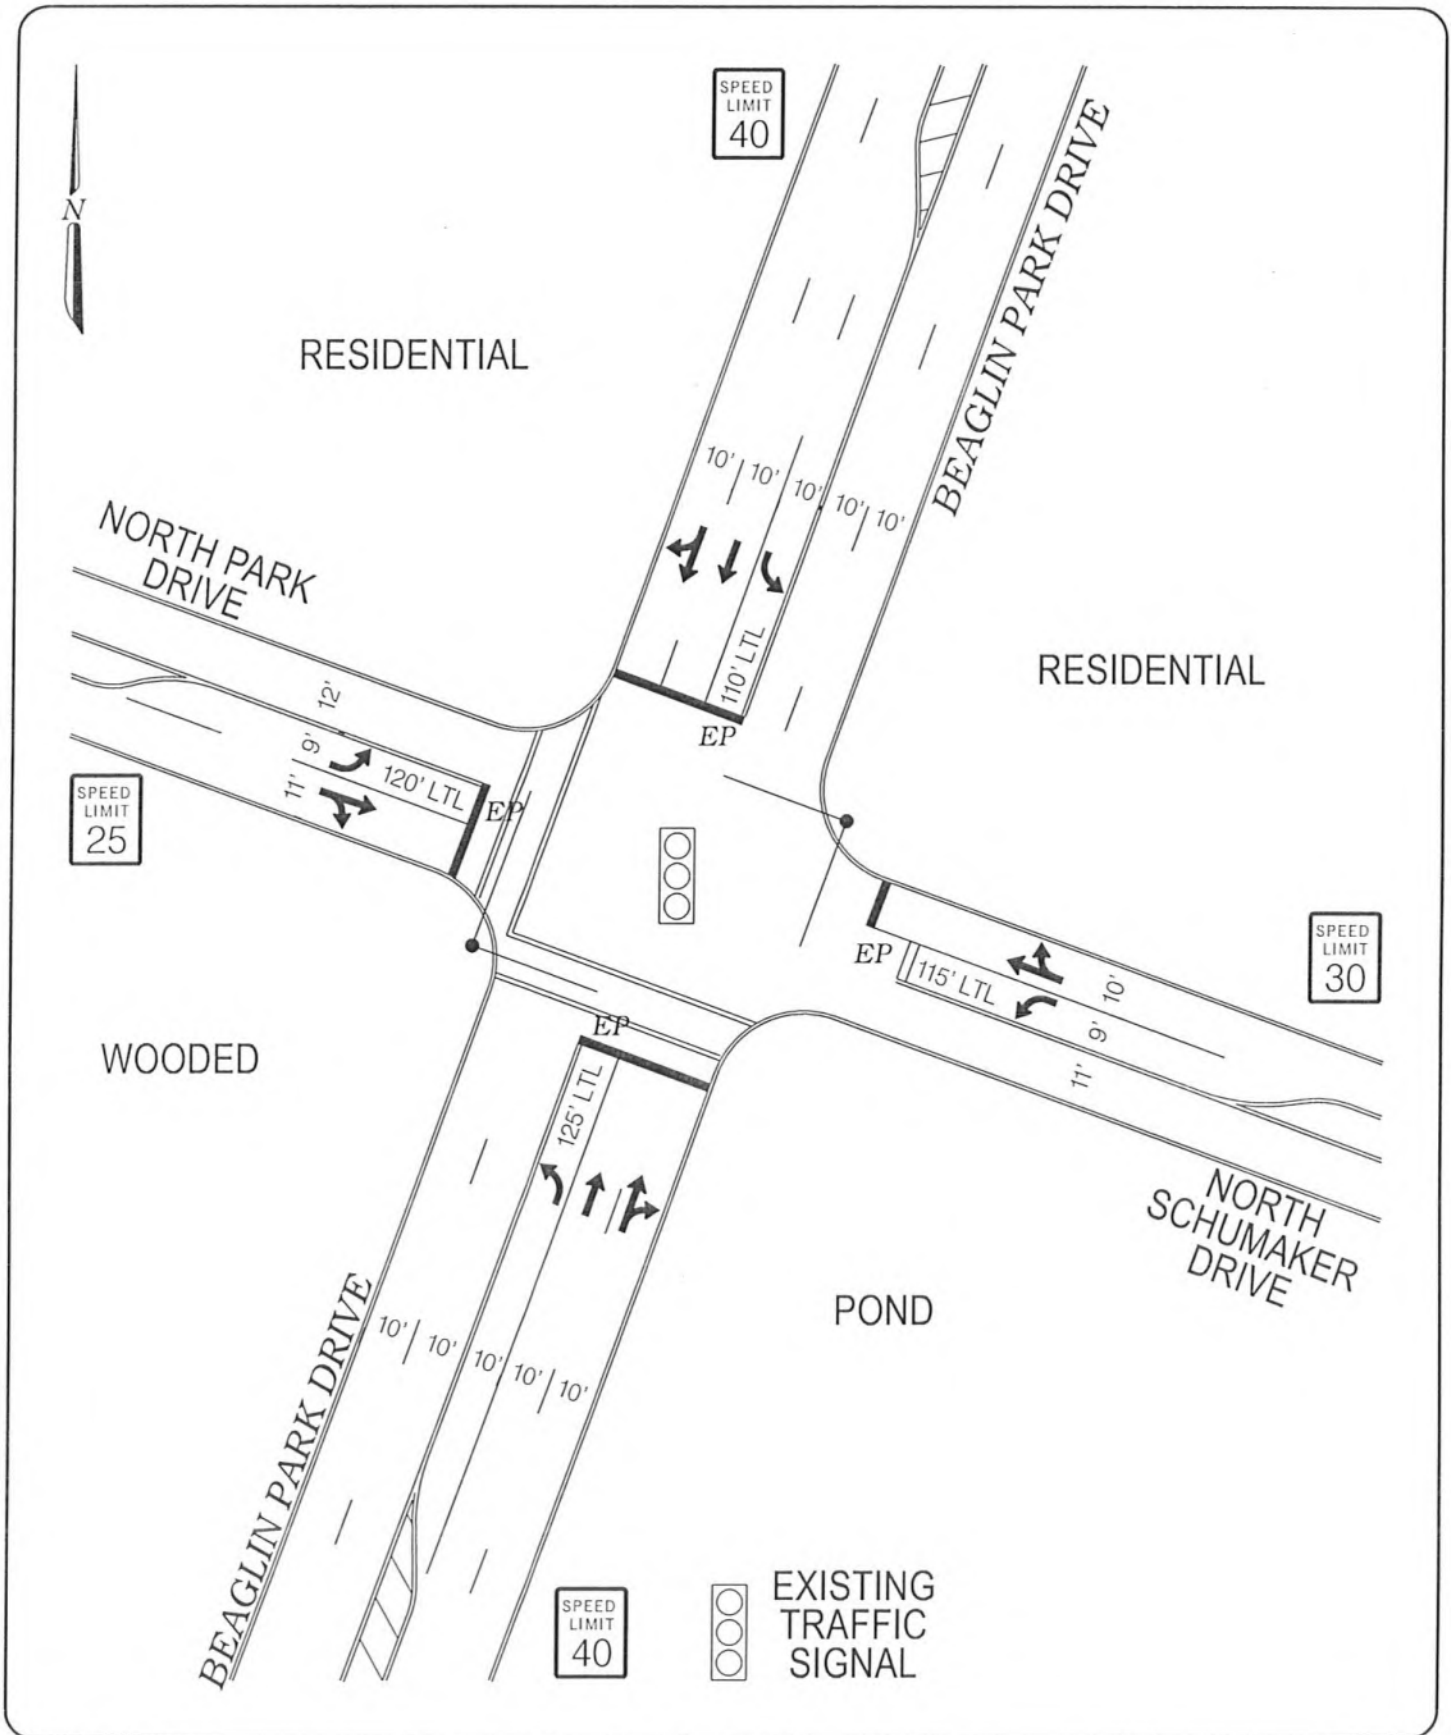 SPEED
LIMIT
40
N
BEAGLIN PARK DRIVE
RESIDENTIAL
10' 10' 10' 10' 10'
NORTH PARK
DRIVE
110' LTL
EP
RESIDENTIAL
12'
9'
11'
120' LTL
EP
SPEED
LIMIT
25
EP
115' LTL
10'
9'
11'
SPEED
LIMIT
30
WOODED
EP
125' LTL
NORTH
SCHUMAKER
DRIVE
POND
10' 10' 10' 10' 10'
BEAGLIN PARK DRIVE
SPEED
LIMIT
40
EXISTING
TRAFFIC
SIGNAL